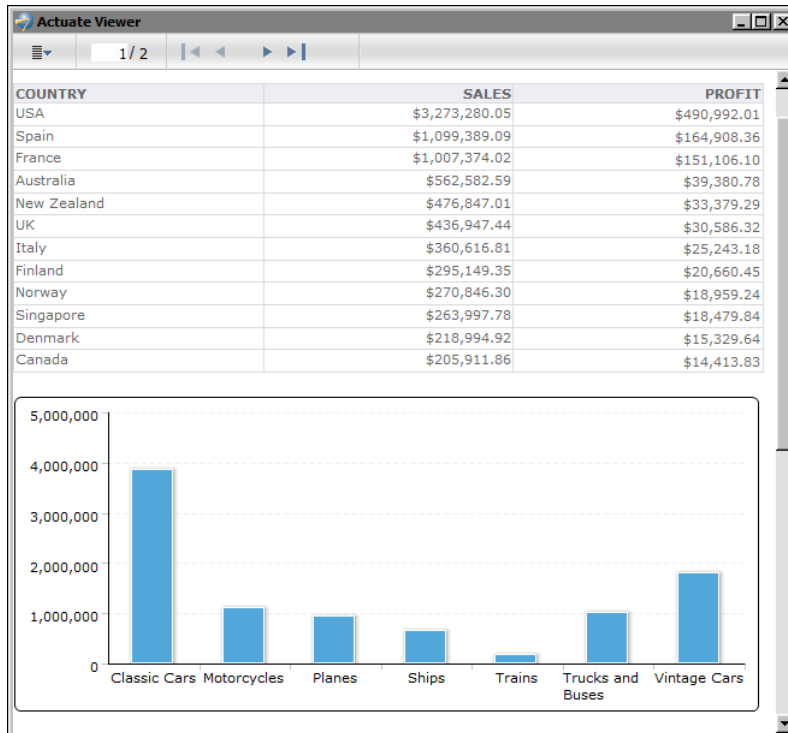 Actuate Viewer
1 / 2
COUNTRY SALES PROFIT
USA $3,273,280.05 $490,992.01
Spain $1,099,389.09 $164,908.36
France $1,007,374.02 $151,106.10
Australia $562,582.59 $39,380.78
New Zealand $476,847.01 $33,379.29
UK $436,947.44 $30,586.32
Italy $360,616.81 $25,243.18
Finland $295,149.35 $20,660.45
Norway $270,846.30 $18,959.24
Singapore $263,997.78 $18,479.84
Denmark $218,994.92 $15,329.64
Canada $205,911.86 $14,413.83
5,000,000
4,000,000
3,000,000
2,000,000
1,000,000
0
Classic Cars Motorcycles Planes Ships Trains Trucks and Vintage Cars
Buses